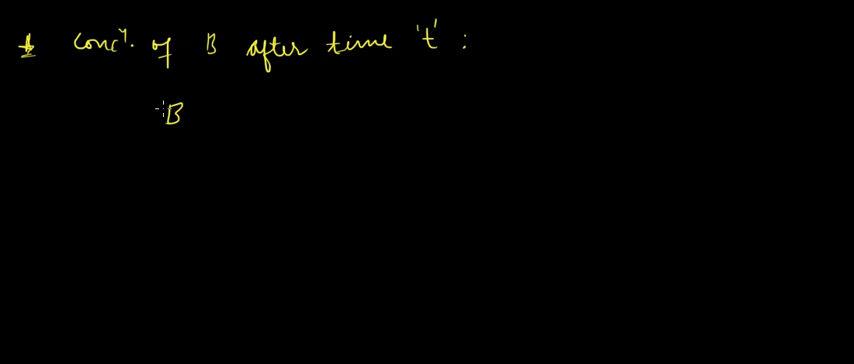 * Concⁿ. of B after time 't' :
B